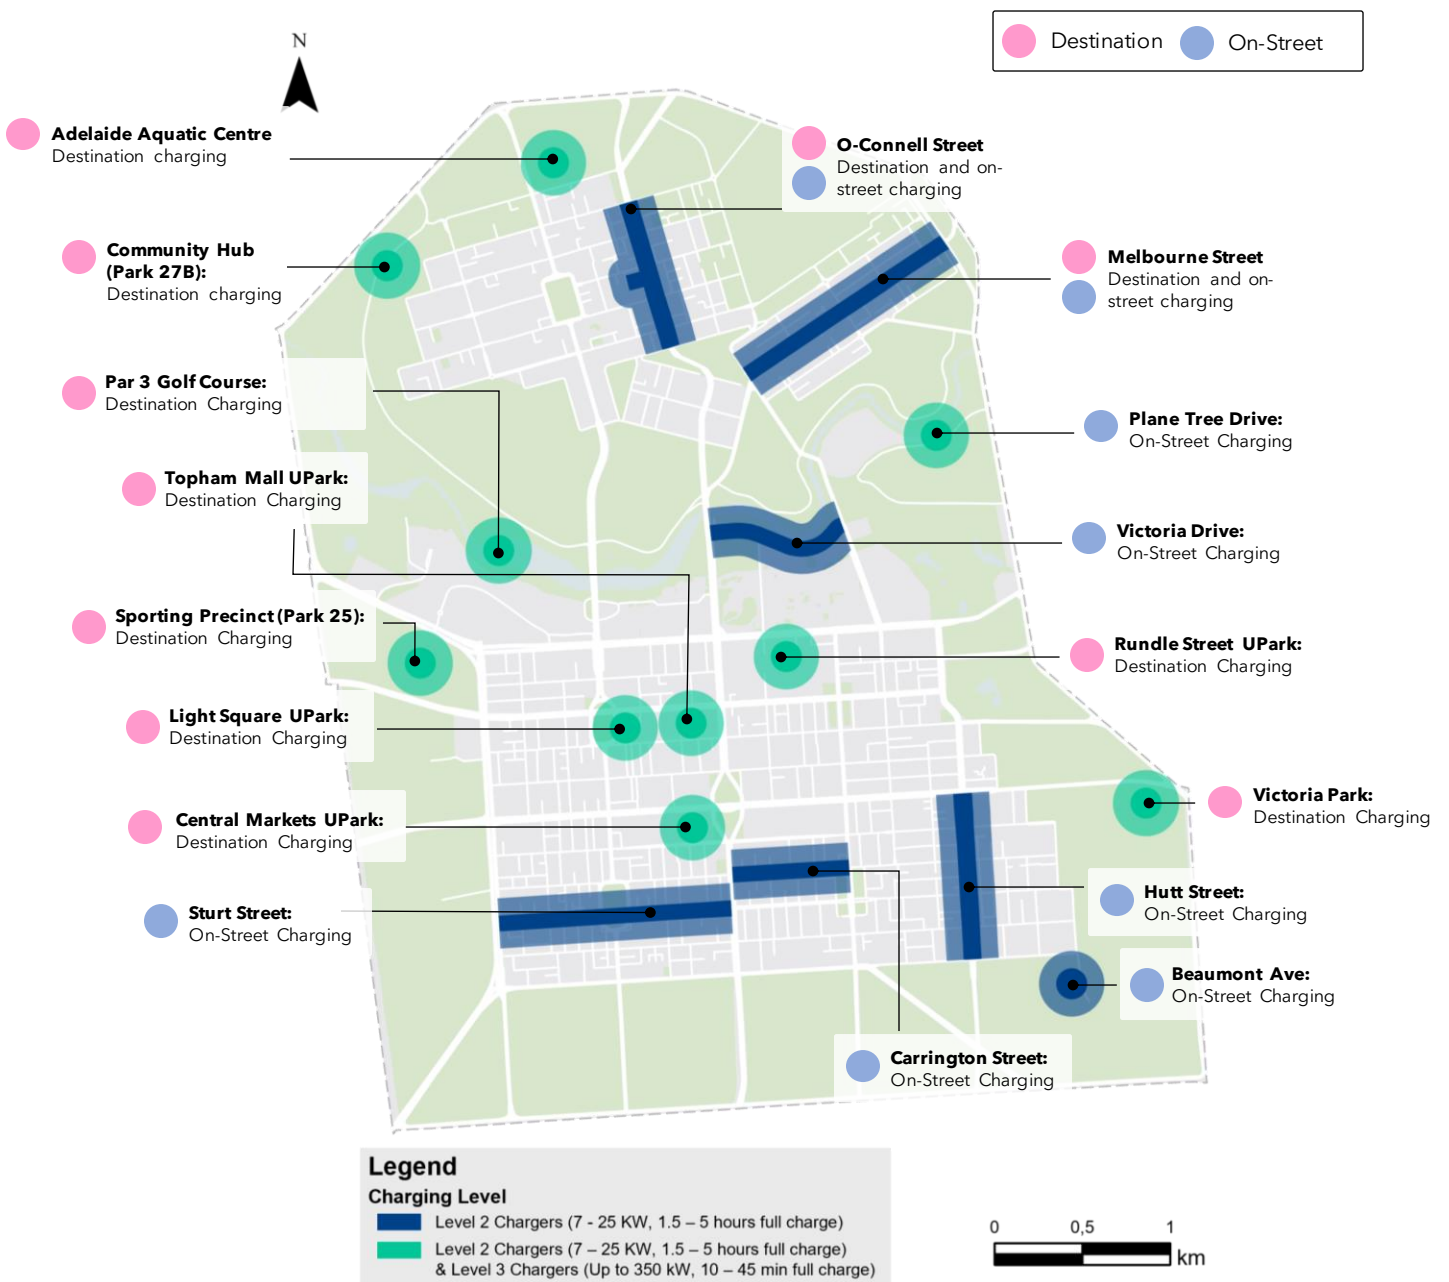 Destination On-Street
N
Adelaide Aquatic Centre
Destination charging
O-Connell Street
Destination and on-
street charging
Community Hub
(Park 27B):
Destination charging
Melbourne Street
Destination and on-
street charging
Par 3 Golf Course:
Destination Charging
Plane Tree Drive:
On-Street Charging
Topham Mall UPark:
Destination Charging
Victoria Drive:
On-Street Charging
Sporting Precinct (Park 25):
Destination Charging
Rundle Street UPark:
Destination Charging
Light Square UPark:
Destination Charging
Victoria Park:
Destination Charging
Central Markets UPark:
Destination Charging
Hutt Street:
On-Street Charging
Sturt Street:
On-Street Charging
Beaumont Ave:
On-Street Charging
Carrington Street:
On-Street Charging
Legend
Charging Level
Level 2 Chargers (7 - 25 KW, 1.5 – 5 hours full charge)
Level 2 Chargers (7 – 25 KW, 1.5 – 5 hours full charge)
& Level 3 Chargers (Up to 350 kW, 10 – 45 min full charge)
0 0,5 1
km